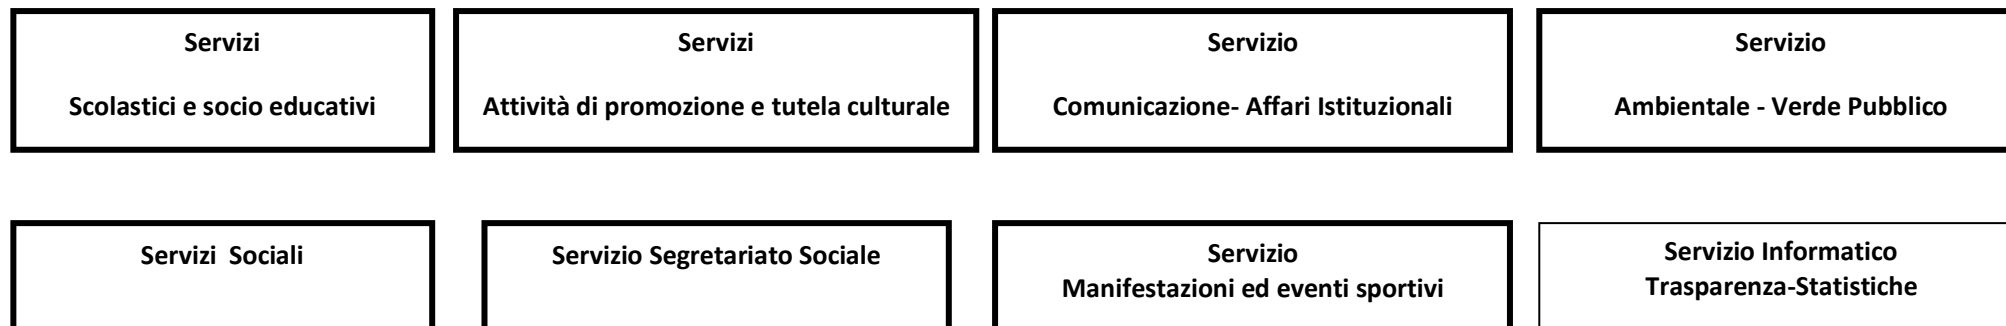 Servizi
Scolastici e socio educativi
Servizi
Attività di promozione e tutela culturale
Servizio
Comunicazione- Affari Istituzionali
Servizio
Ambientale - Verde Pubblico
Servizi  Sociali
Servizio Segretariato Sociale
Servizio
Manifestazioni ed eventi sportivi
Servizio Informatico
Trasparenza-Statistiche